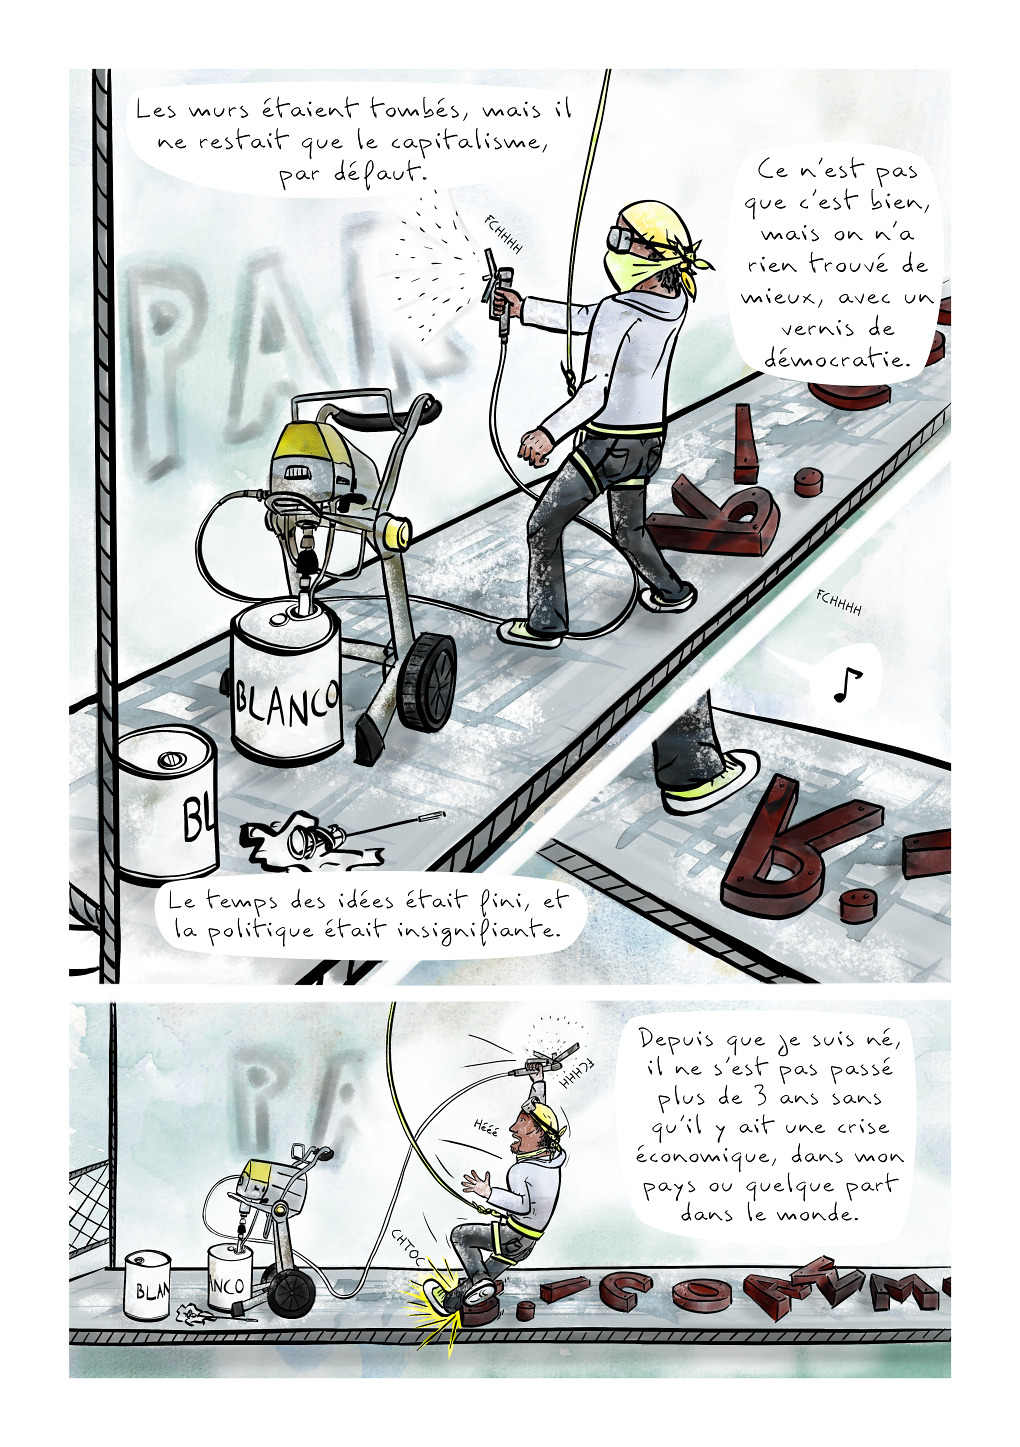 Les murs étaient tombés, mais il
ne restait que le capitalisme,
par défaut.
Ce n'est pas
que c'est bien,
mais on n'a
rien trouvé de
mieux, avec un
vernis de
démocratie.
FCHHHH
PAR
BLANCO
BL
FCHHHH
Le temps des idées était fini, et
la politique était insignifiante.
Depuis que je suis né,
il ne s'est pas passé
plus de 3 ans sans
qu'il y ait une crise
économique, dans mon
pays ou quelque part
dans le monde.
FCHHH
PA
Hééé
CHTOC
BLAN
ANCO